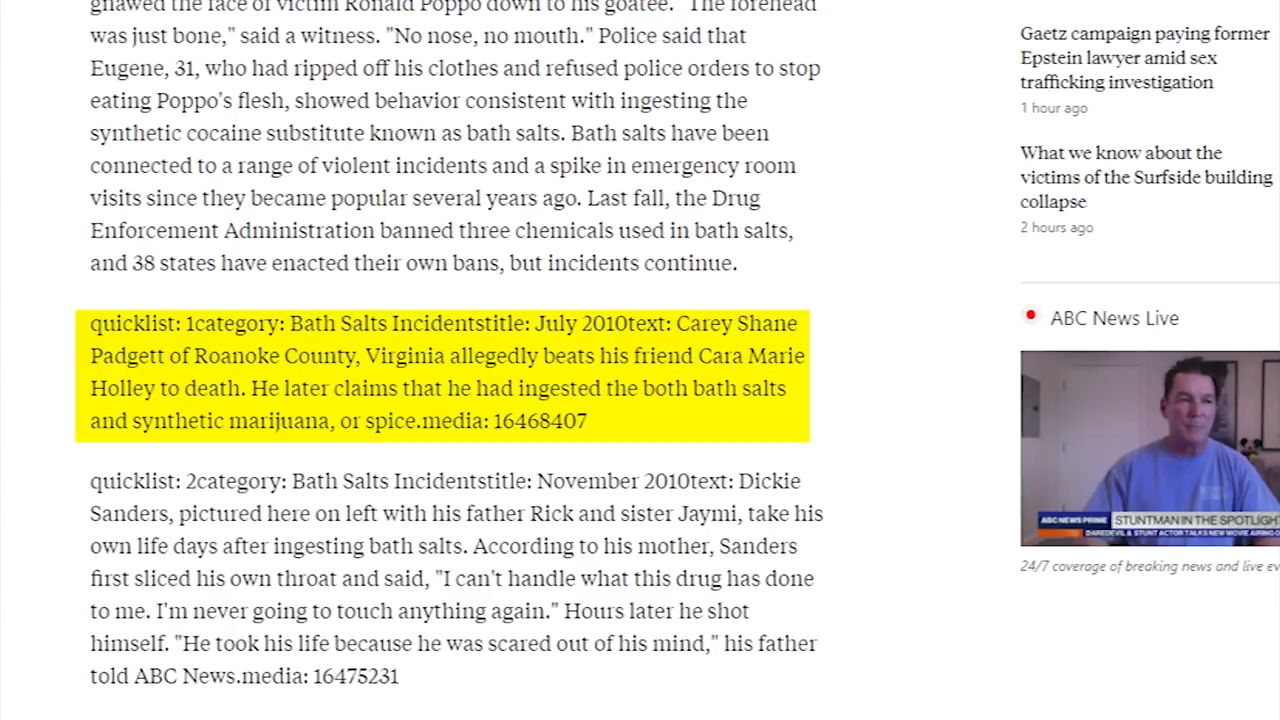 gnawed the face of victim Ronald Poppo down to his goatee. "The forehead
was just bone," said a witness. "No nose, no mouth." Police said that
Eugene, 31, who had ripped off his clothes and refused police orders to stop
eating Poppo's flesh, showed behavior consistent with ingesting the
synthetic cocaine substitute known as bath salts. Bath salts have been
connected to a range of violent incidents and a spike in emergency room
visits since they became popular several years ago. Last fall, the Drug
Enforcement Administration banned three chemicals used in bath salts,
and 38 states have enacted their own bans, but incidents continue.
quicklist: 1category: Bath Salts Incidentstitle: July 2010text: Carey Shane
Padgett of Roanoke County, Virginia allegedly beats his friend Cara Marie
Holley to death. He later claims that he had ingested the both bath salts
and synthetic marijuana, or spice.media: 16468407
quicklist: 2category: Bath Salts Incidentstitle: November 2010text: Dickie
Sanders, pictured here on left with his father Rick and sister Jaymi, take his
own life days after ingesting bath salts. According to his mother, Sanders
first sliced his own throat and said, "I can't handle what this drug has done
to me. I'm never going to touch anything again." Hours later he shot
himself. "He took his life because he was scared out of his mind," his father
told ABC News.media: 16475231
Gaetz campaign paying former
Epstein lawyer amid sex
trafficking investigation
1 hour ago
What we know about the
victims of the Surfside building
collapse
2 hours ago
ABC News Live
ABC NEWS PRIME
STUNTMAN IN THE SPOTLIGHT
DAREDEVIL & STUNT ACTOR TALKS NEW MOVIE AIRING
24/7 coverage of breaking news and live ev